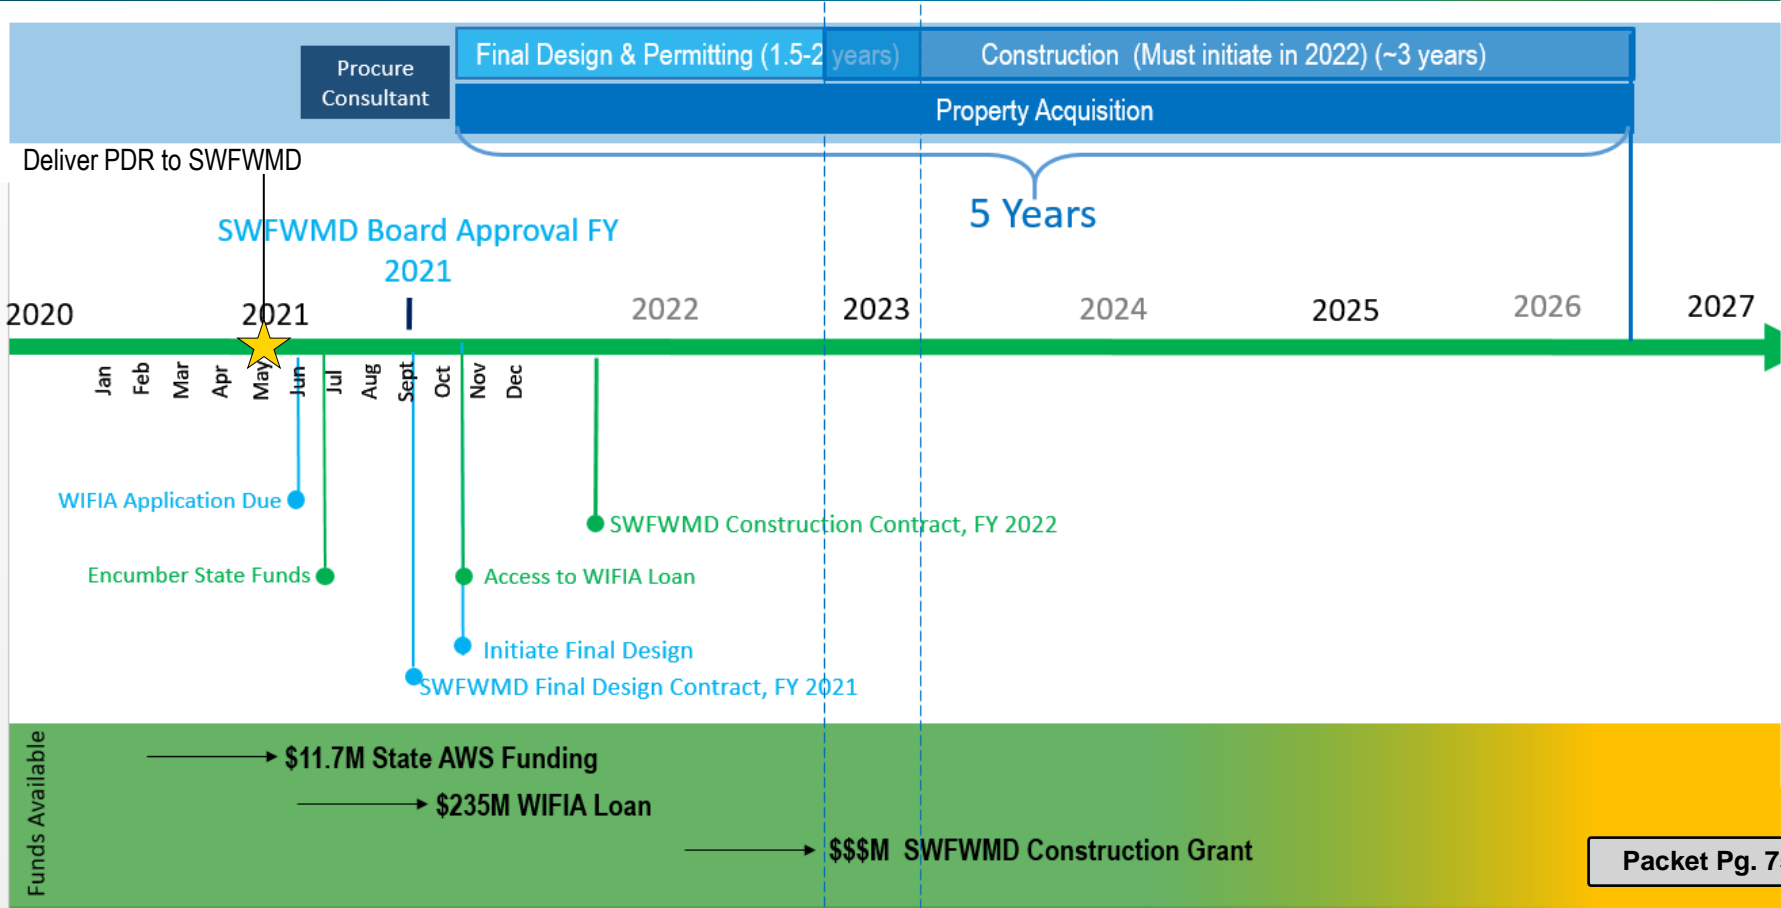 Procure
Consultant
Final Design & Permitting (1.5-2 years)
Construction (Must initiate in 2022) (~3 years)
Property Acquisition
Deliver PDR to SWFWMD
5 Years
SWFWMD Board Approval FY
2021
2020
2021
2022
2023
2024
2025
2026
2027
Jan
Feb
Mar
Apr
May
Jun
Jul
Aug
Sept
Oct
Nov
Dec
WIFIA Application Due
SWFWMD Construction Contract, FY 2022
Encumber State Funds
Access to WIFIA Loan
Initiate Final Design
SWFWMD Final Design Contract, FY 2021
Funds Available
$11.7M State AWS Funding
$235M WIFIA Loan
$$$M SWFWMD Construction Grant
Packet Pg. 7